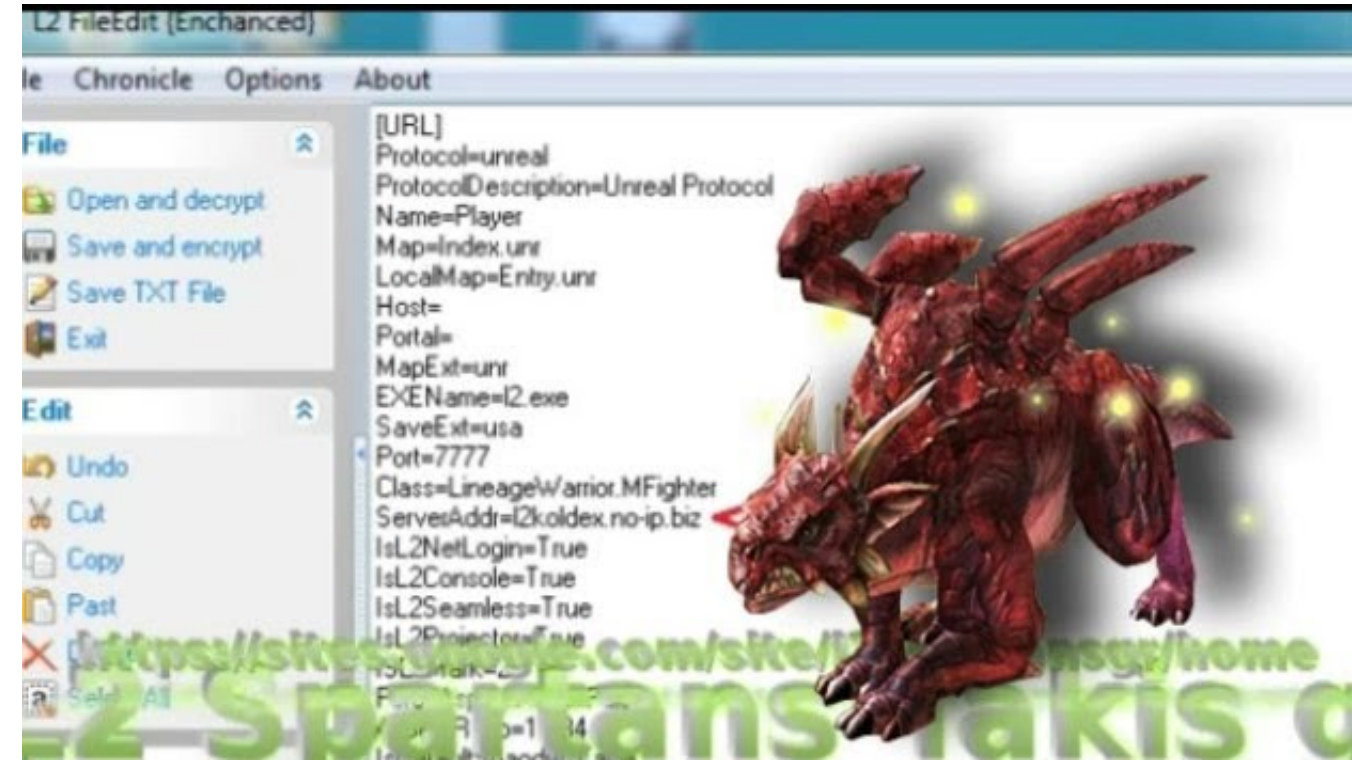 L2 FileEdit {Enchanced}
Chronicle Options About
File
Open and decrypt
Save and encrypt
Save TXT File
Exit
Edit
Undo
Cut
Copy
Past
[URL]
Protocol=unreal
ProtocolDescription=Unreal Protocol
Name=Player
Map=Index.unr
LocalMap=Entry.unr
Host=
Portal=
MapExt=unr
EXEName=l2.exe
SaveExt=usa
Port=7777
Class=LineageWarrior.MFighter
ServerAddr=l2koldex.no-ip.biz
IsL2NetLogin=True
IsL2Console=True
IsL2Seamless=True
IsL2Projector=True
L2 Spartans